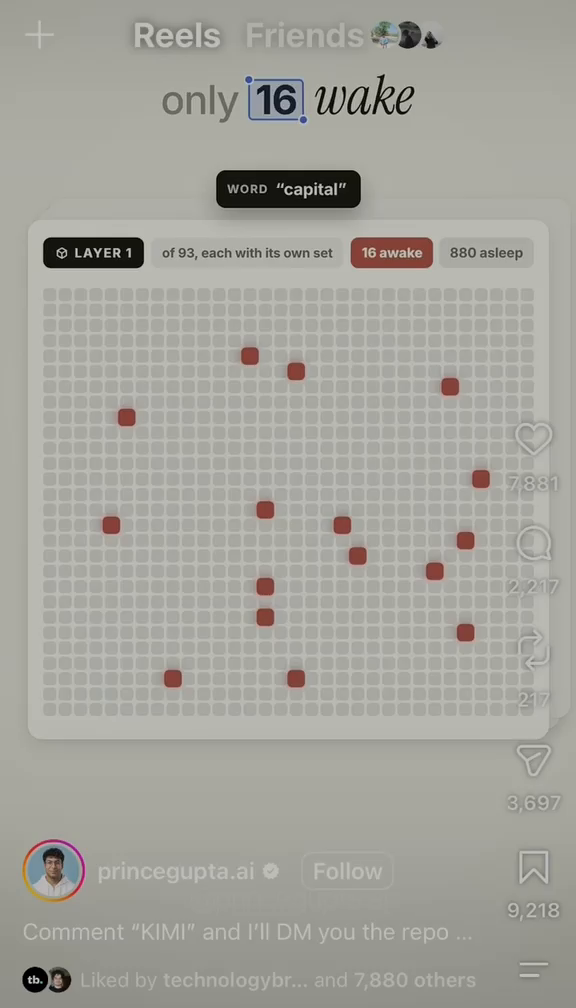 Reels Friends
only 16 wake
WORD “capital”
LAYER 1 of 93, each with its own set 16 awake 880 asleep
7,881
2,217
217
3,697
9,218
princegupta.ai Follow
Comment “KIMI” and I’ll DM you the repo ...
tb. Liked by technologybr... and 7,880 others